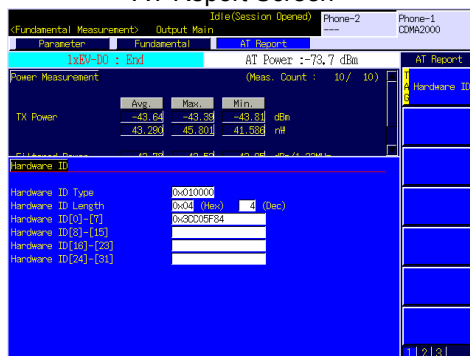 AT Report Screen
Idle(Session Opened)
Phone-2
Phone-1
<Fundamental Measurement> Output Main
---
CDMA2000
Parameter Fundamental AT Report
1xEV-DO : End AT Power :-73.7 dBm AT Report
Power Measurement (Meas. Count : 10/ 10)
TAG
Hardware ID
Avg. Max. Min.
TX Power -43.64 -43.39 -43.81 dBm
43.290 45.801 41.586 nW
Hardware ID
Hardware ID Type 0x010000
Hardware ID Length 0x04 (Hex) 4 (Dec)
Hardware ID[0]-[7] 0x3CC05F84
Hardware ID[8]-[15]
Hardware ID[16]-[23]
Hardware ID[24]-[31]
1 2 3